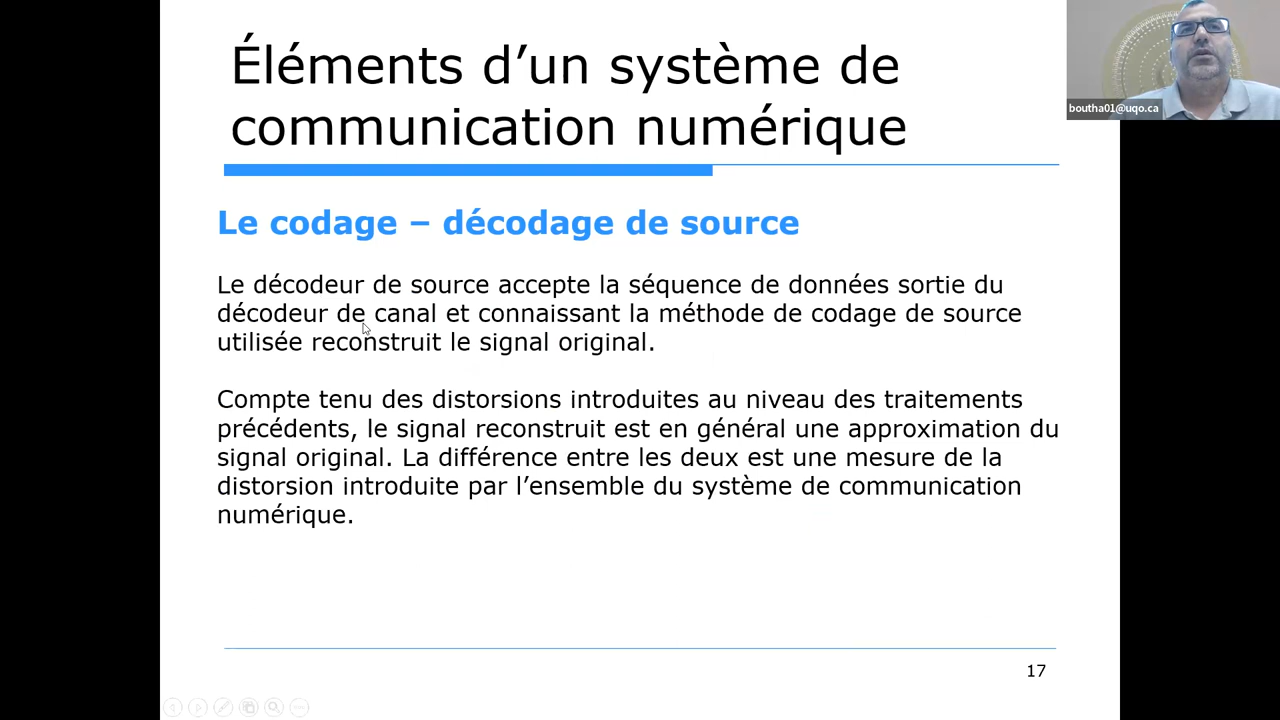 Éléments d’un système de
communication numérique
boutha01@uqo.ca
Le codage – décodage de source
Le décodeur de source accepte la séquence de données sortie du
décodeur de canal et connaissant la méthode de codage de source
utilisée reconstruit le signal original.
Compte tenu des distorsions introduites au niveau des traitements
précédents, le signal reconstruit est en général une approximation du
signal original. La différence entre les deux est une mesure de la
distorsion introduite par l’ensemble du système de communication
numérique.
17